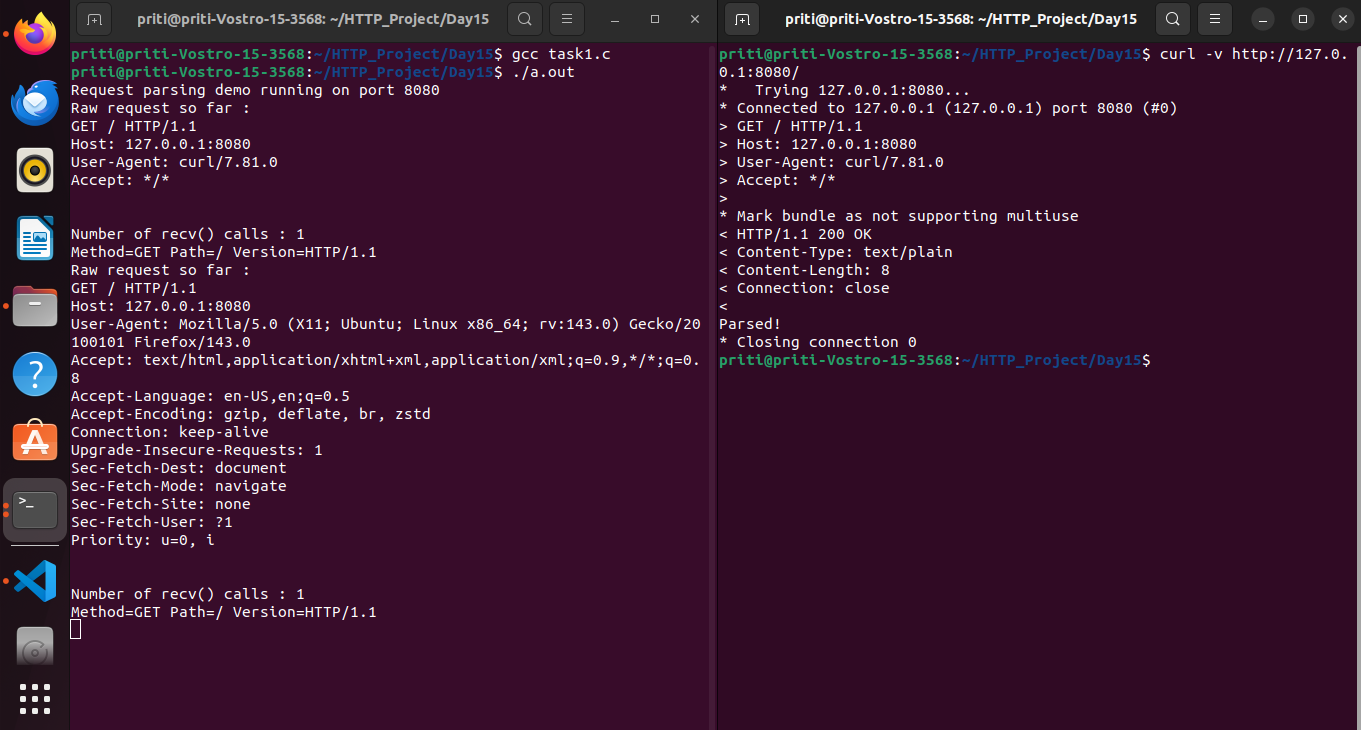 priti@priti-Vostro-15-3568: ~/HTTP_Project/Day15
priti@priti-Vostro-15-3568:~/HTTP_Project/Day15$ gcc task1.c
priti@priti-Vostro-15-3568:~/HTTP_Project/Day15$ ./a.out
Request parsing demo running on port 8080
Raw request so far :
GET / HTTP/1.1
Host: 127.0.0.1:8080
User-Agent: curl/7.81.0
Accept: */*
Number of recv() calls : 1
Method=GET Path=/ Version=HTTP/1.1
Raw request so far :
GET / HTTP/1.1
Host: 127.0.0.1:8080
User-Agent: Mozilla/5.0 (X11; Ubuntu; Linux x86_64; rv:143.0) Gecko/20
100101 Firefox/143.0
Accept: text/html,application/xhtml+xml,application/xml;q=0.9,*/*;q=0.
8
Accept-Language: en-US,en;q=0.5
Accept-Encoding: gzip, deflate, br, zstd
Connection: keep-alive
Upgrade-Insecure-Requests: 1
Sec-Fetch-Dest: document
Sec-Fetch-Mode: navigate
Sec-Fetch-Site: none
Sec-Fetch-User: ?1
Priority: u=0, i
Number of recv() calls : 1
Method=GET Path=/ Version=HTTP/1.1
priti@priti-Vostro-15-3568: ~/HTTP_Project/Day15
priti@priti-Vostro-15-3568:~/HTTP_Project/Day15$ curl -v http://127.0.
0.1:8080/
*   Trying 127.0.0.1:8080...
* Connected to 127.0.0.1 (127.0.0.1) port 8080 (#0)
> GET / HTTP/1.1
> Host: 127.0.0.1:8080
> User-Agent: curl/7.81.0
> Accept: */*
>
* Mark bundle as not supporting multiuse
< HTTP/1.1 200 OK
< Content-Type: text/plain
< Content-Length: 8
< Connection: close
<
Parsed!
* Closing connection 0
priti@priti-Vostro-15-3568:~/HTTP_Project/Day15$